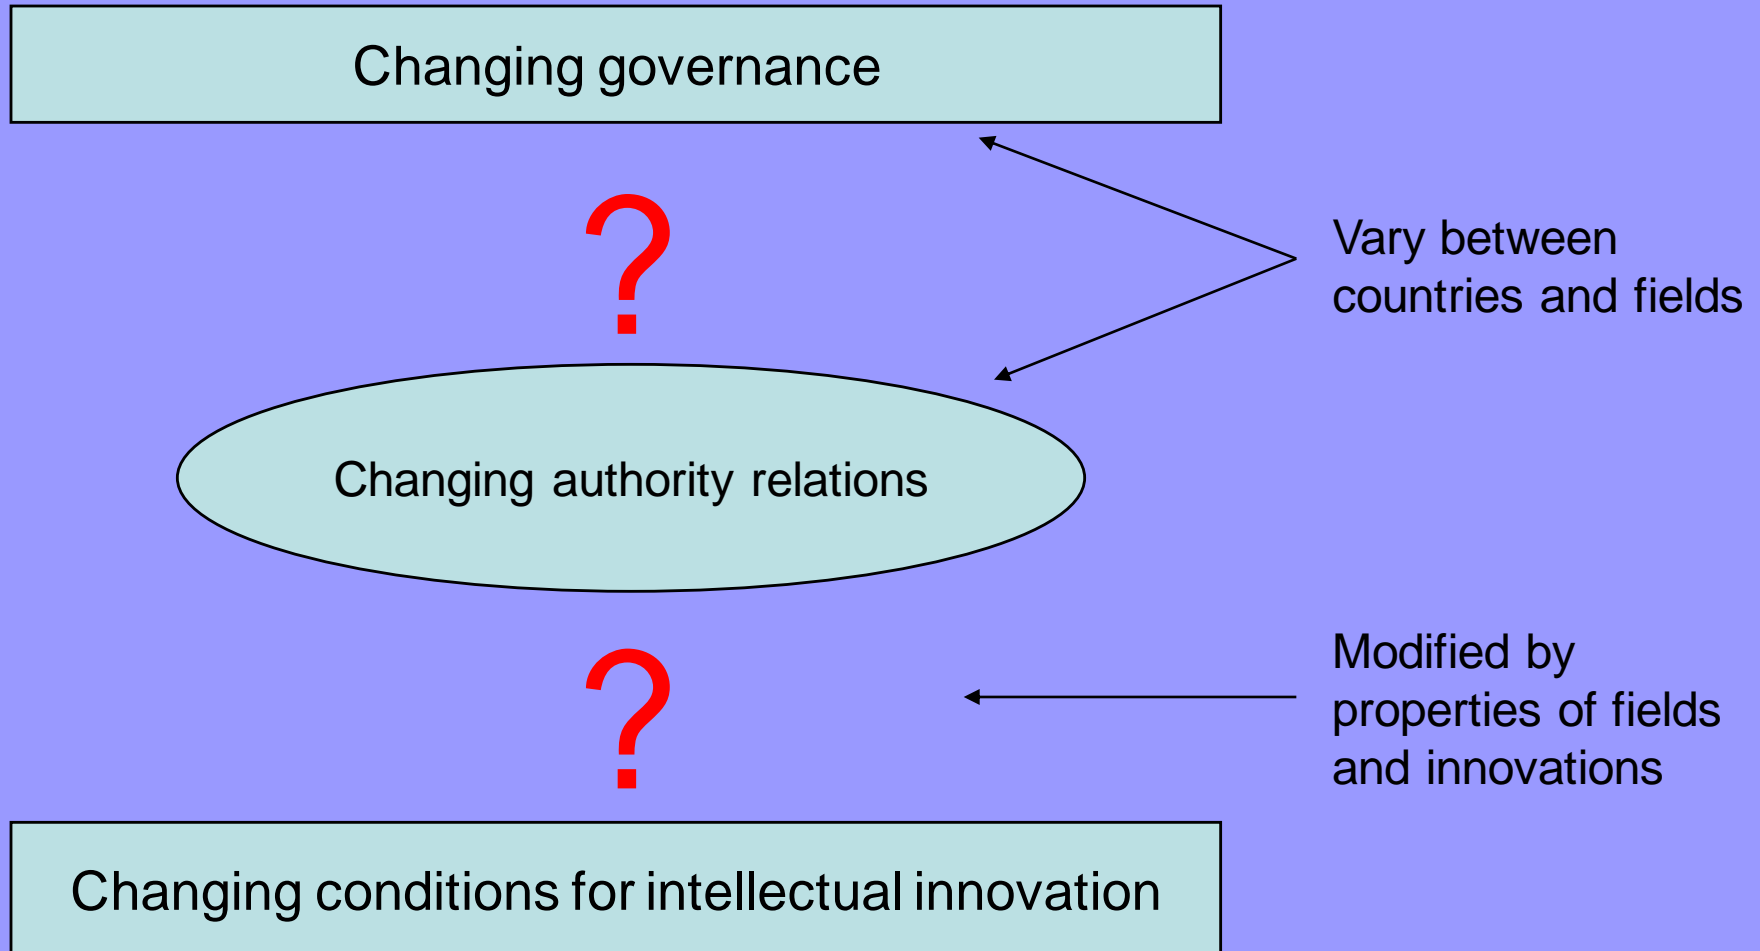 Changing governance
?
Vary between
countries and fields
Changing authority relations
?
Modified by
properties of fields
and innovations
Changing conditions for intellectual innovation